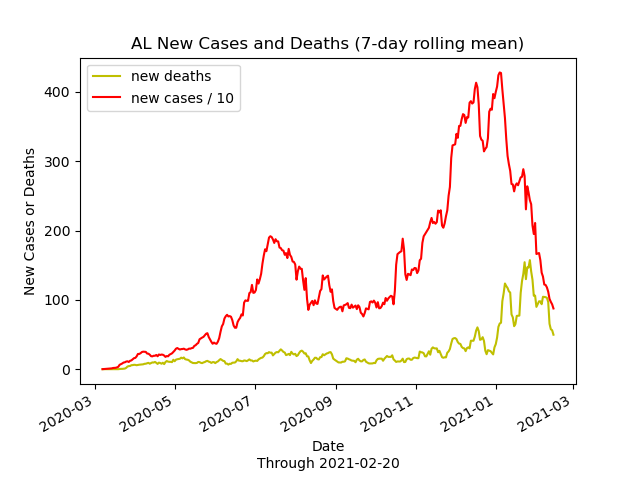 AL New Cases and Deaths (7-day rolling mean)
new deaths
new cases / 10
400
300
200
100
0
New Cases or Deaths
2020-03
2020-05
2020-07
2020-09
2020-11
2021-01
2021-03
Date
Through 2021-02-20